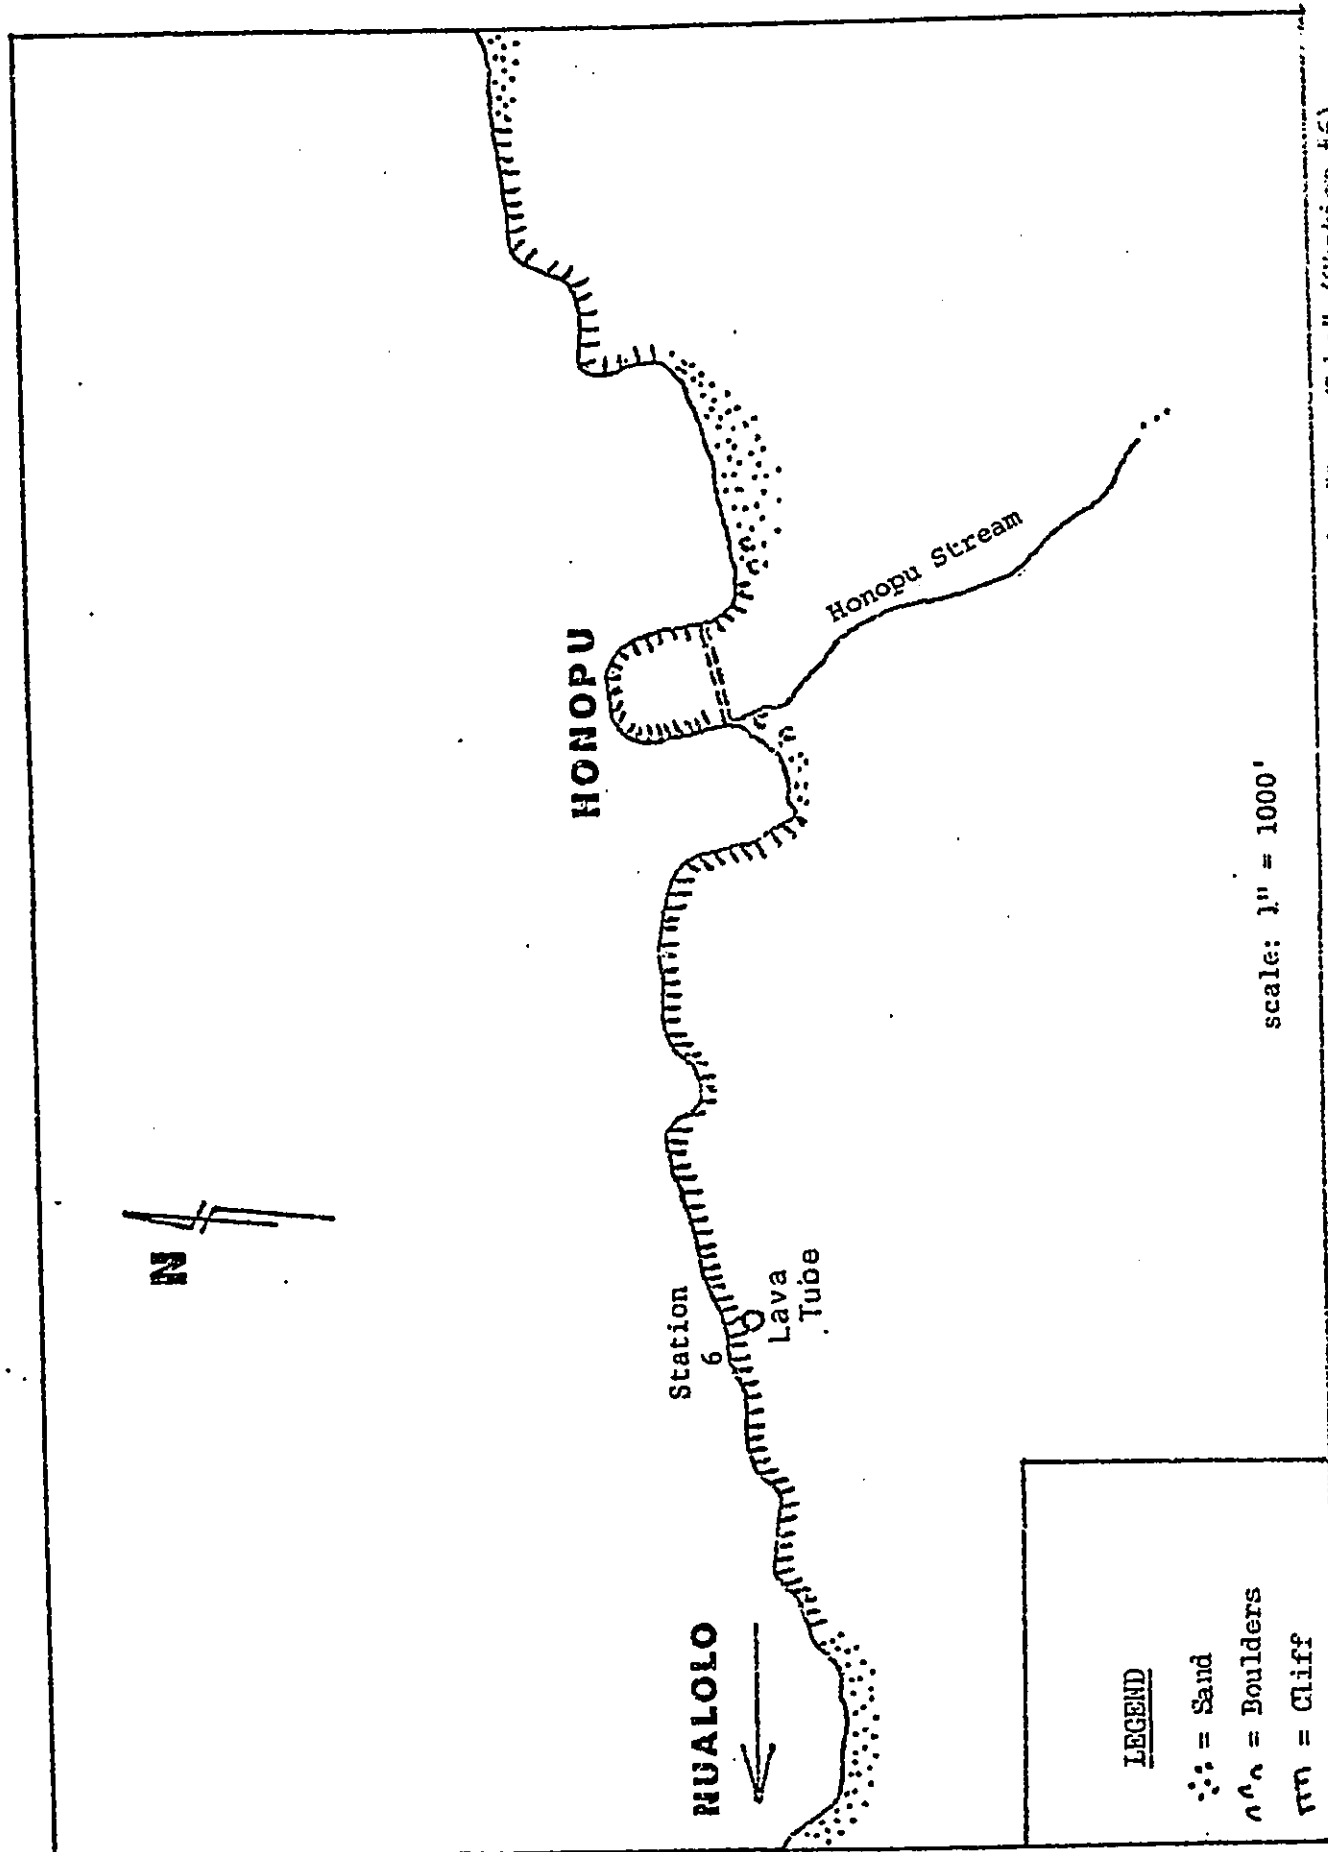 N
HONOPU
Honopu Stream
Station
6
Lava
Tube
NUALOLO
scale: 1" = 1000'
LEGEND
= Sand
= Boulders
= Cliff